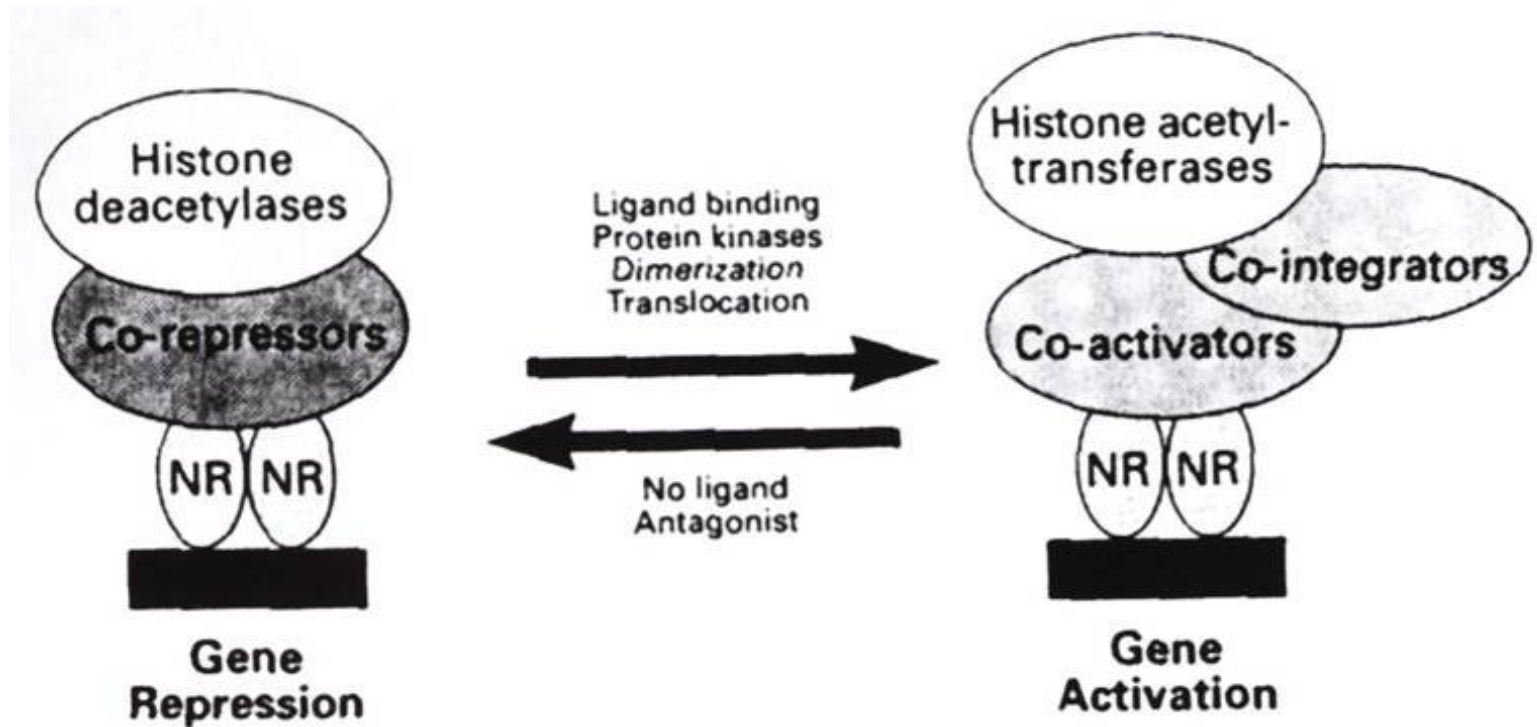 Histone
deacetylases
Co-repressors
NR NR
Gene
Repression
Ligand binding
Protein kinases
Dimerization
Translocation
No ligand
Antagonist
Histone acetyl-
transferases
Co-integrators
Co-activators
NR NR
Gene
Activation